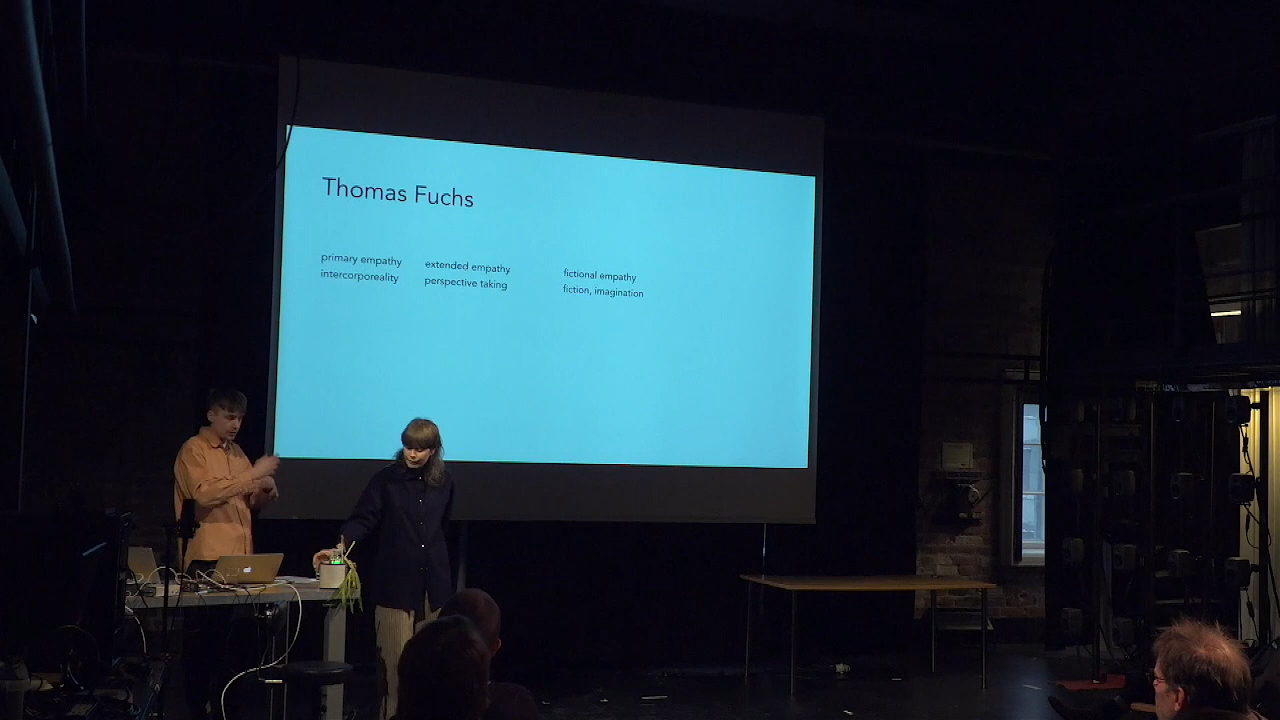 Thomas Fuchs
primary empathy
intercorporeality
extended empathy
perspective taking
fictional empathy
fiction, imagination